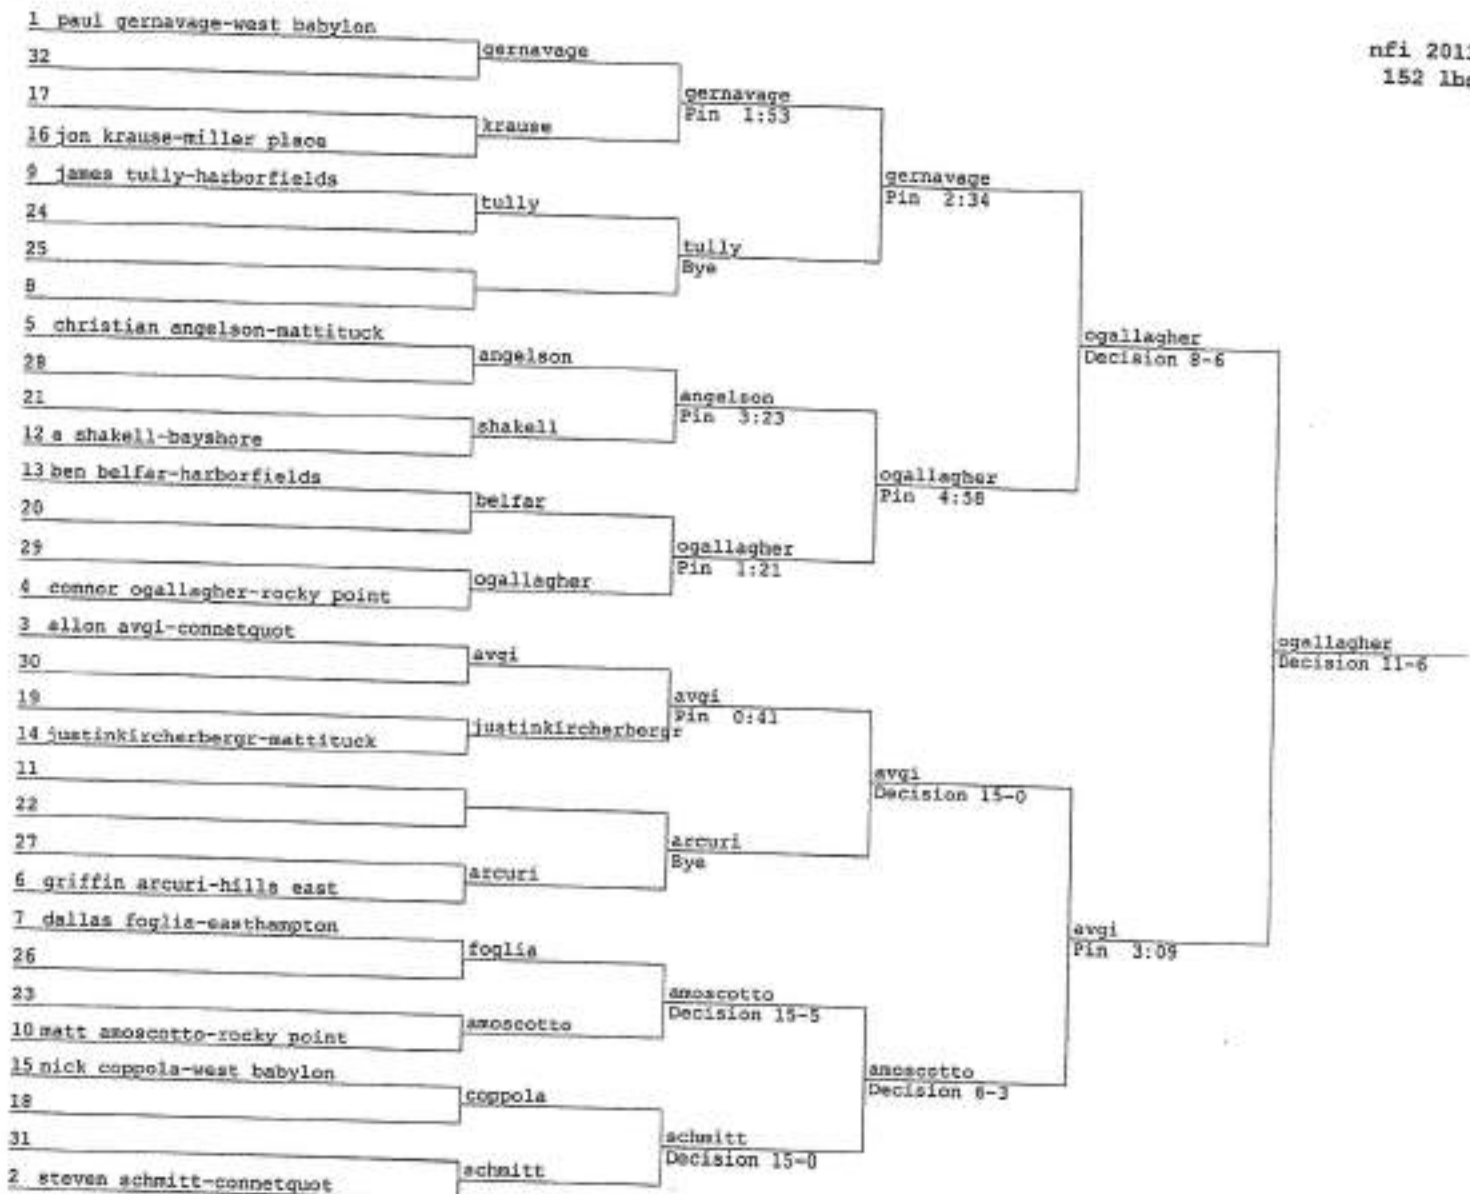 nfi 201
152 lbs
1 paul gernavage-west babylon
32
17
16 jon krause-miller place
9 james tully-harborfields
24
25
8
5 christian angelson-mattituck
28
21
12 a shakell-bayshore
13 ben belfar-harborfields
20
29
4 connor ogallagher-rocky point
3 allon avgi-connetquot
30
19
14 justinkircherbergr-mattituck
11
22
27
6 griffin arcuri-hills east
7 dallas foglia-easthampton
26
23
10 matt amoscotto-rocky point
15 nick coppola-west babylon
18
31
2 steven schmitt-connetquot
gernavage
krause
tully
angelson
shakell
belfar
ogallagher
avgi
justinkircherbergr
arcuri
foglia
amoscotto
coppola
schmitt
gernavage
Pin 1:53
tully
Bye
angelson
Pin 3:23
ogallagher
Pin 1:21
avgi
Pin 0:41
arcuri
Bye
amoscotto
Decision 15-5
schmitt
Decision 15-0
gernavage
Pin 2:34
ogallagher
Pin 4:58
avgi
Decision 15-0
amoscotto
Decision 6-3
ogallagher
Decision 8-6
avgi
Pin 3:09
ogallagher
Decision 11-6